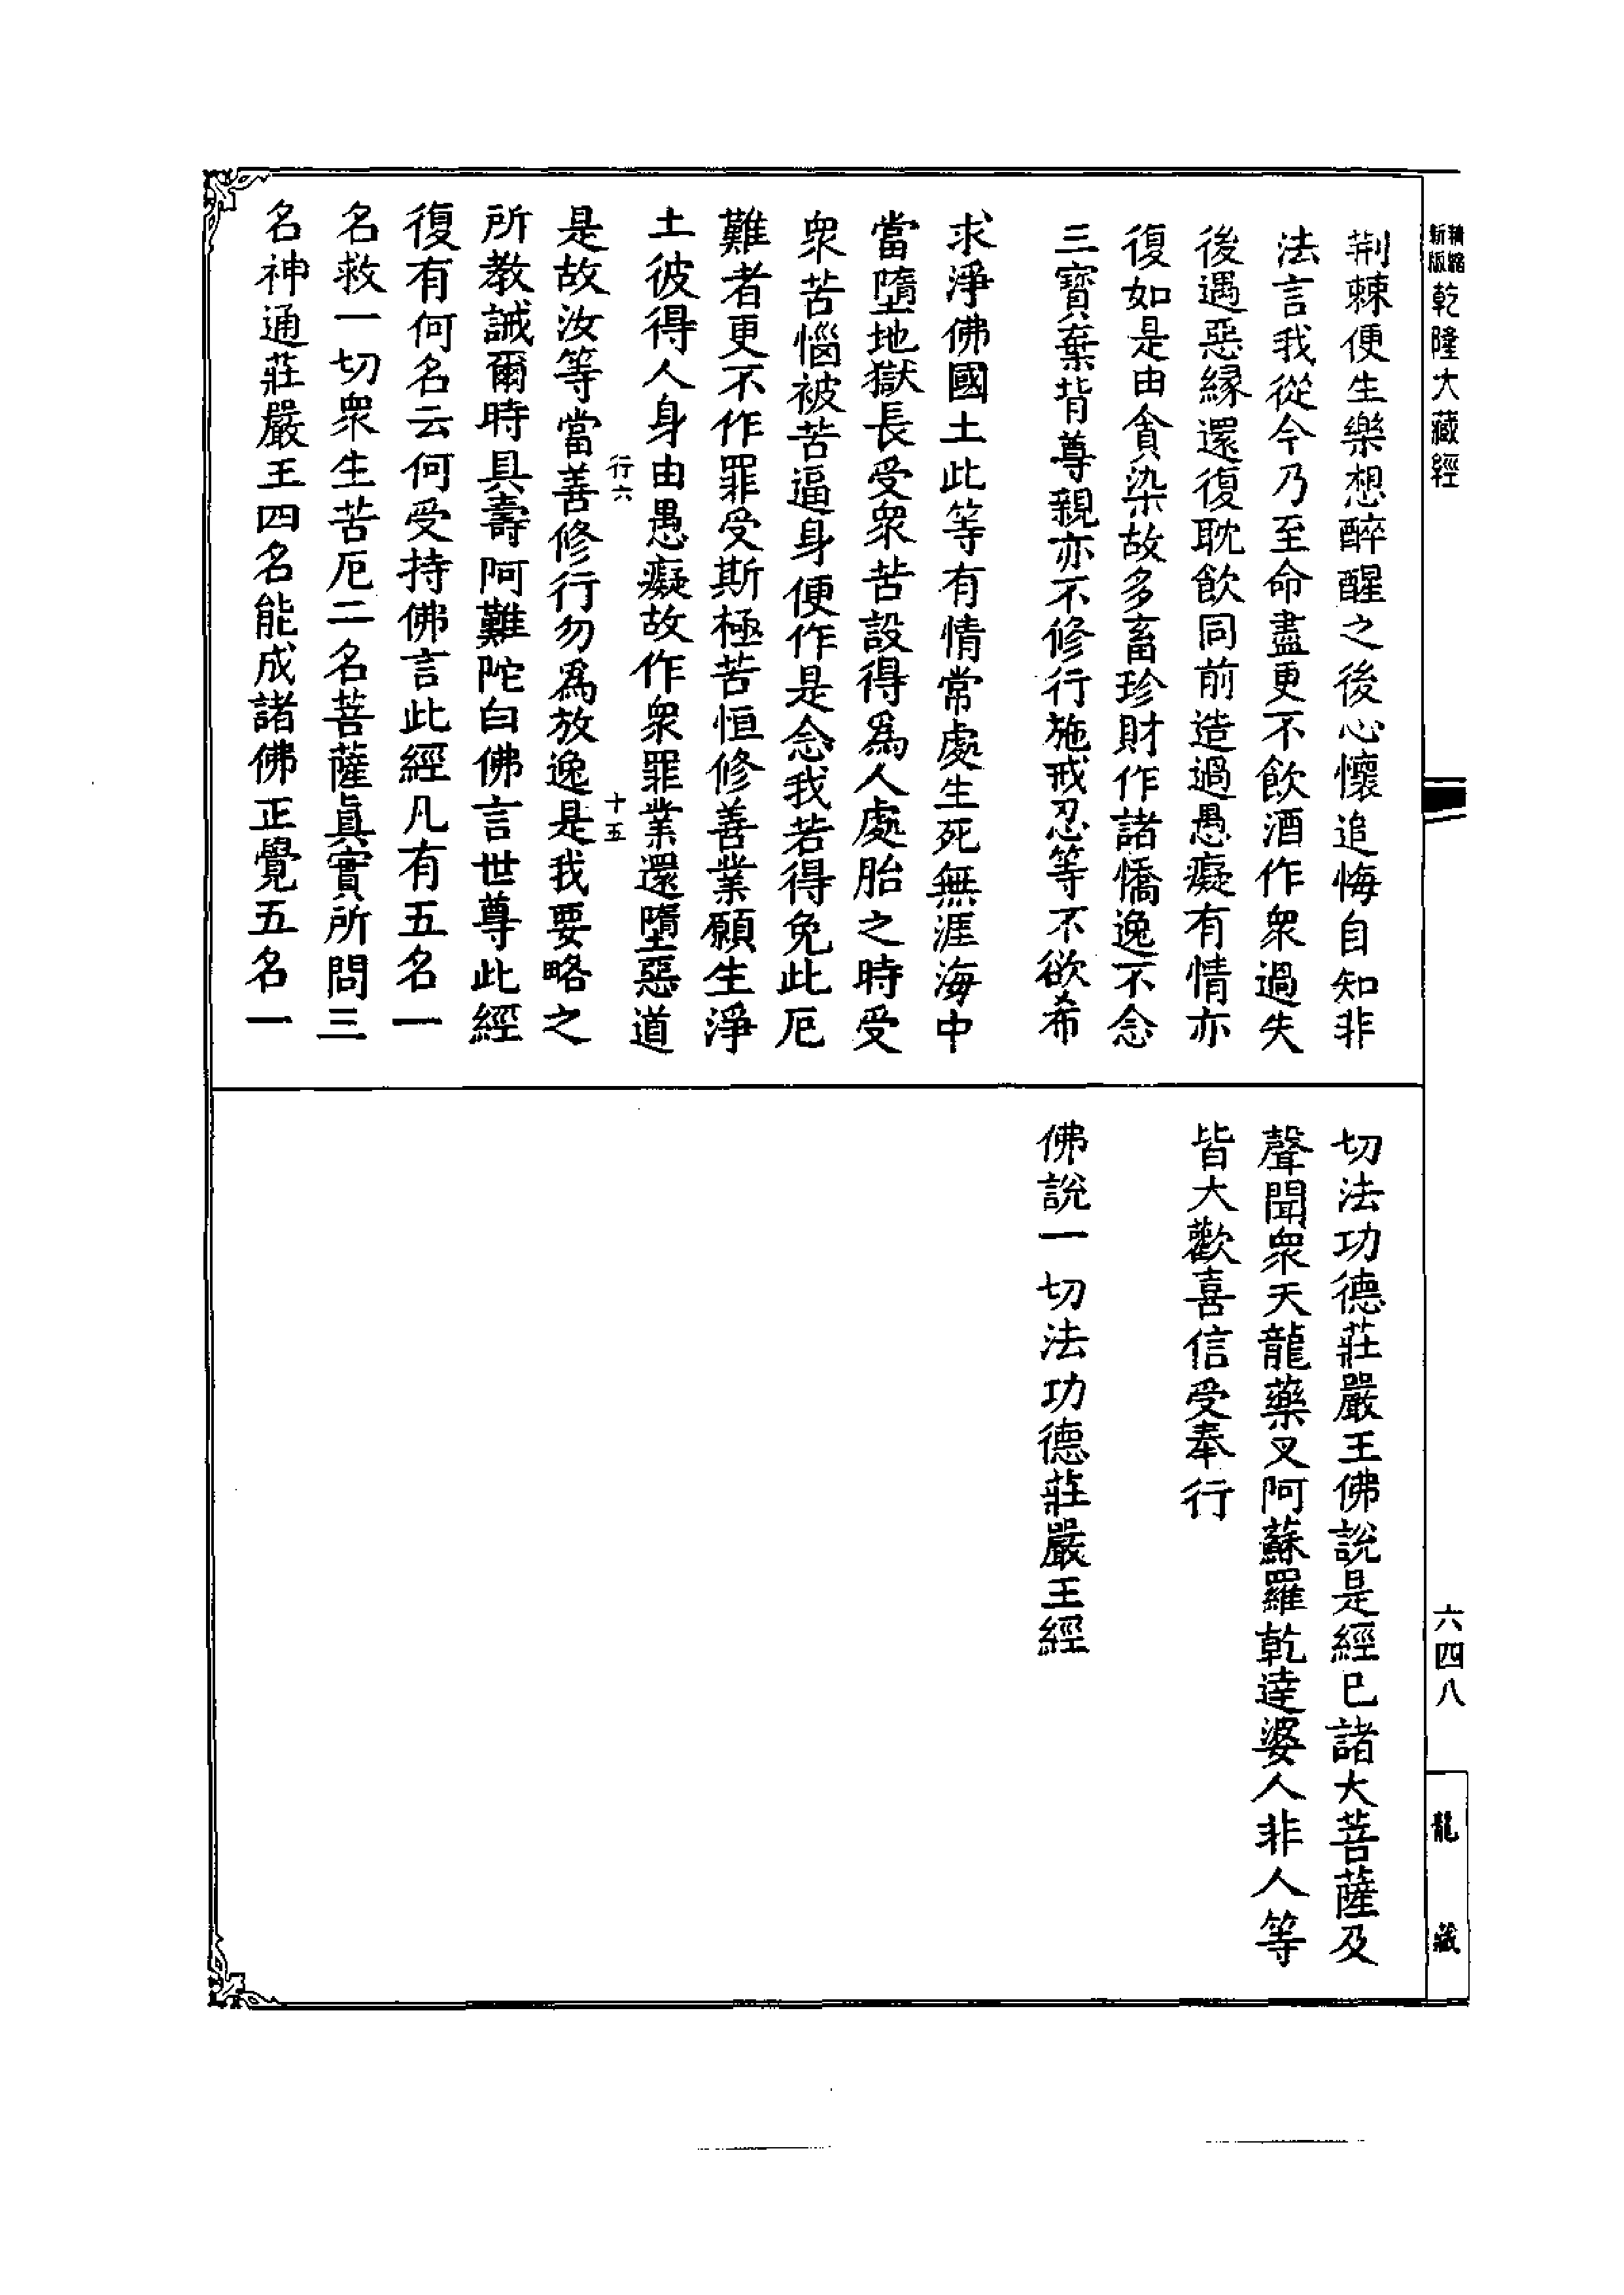 精縮
新版
乾隆大藏經
六四八
龍藏
荆棘便生樂想醉醒之後心懷追悔自知非
法言我從今乃至命盡更不飲酒作衆過失
後遇惡緣還復耽飲同前造過愚癡有情亦
復如是由貪染故多畜珍財作諸憍逸不念
三寳棄背尊親亦不修行施戒忍等不欲希
求淨佛國土此等有情常處生死無涯海中
當墮地獄長受衆苦設得爲人處胎之時受
衆苦惱被苦逼身便作是念我若得免此厄
難者更不作罪受斯極苦恒修善業願生淨
土彼得人身由愚癡故作衆罪業還墮惡道
行六
十五
是故汝等當善修行勿爲放逸是我要略之
所教誡爾時具壽阿難陀白佛言世尊此經
復有何名云何受持佛言此經凡有五名一
名救一切衆生苦厄二名菩薩眞實所問三
名神通莊嚴王四名能成諸佛正覺五名一
切法功德莊嚴王佛說是經已諸大菩薩及
聲聞衆天龍藥叉阿蘇羅乾達婆人非人等
皆大歡喜信受奉行
佛說一切法功德莊嚴王經